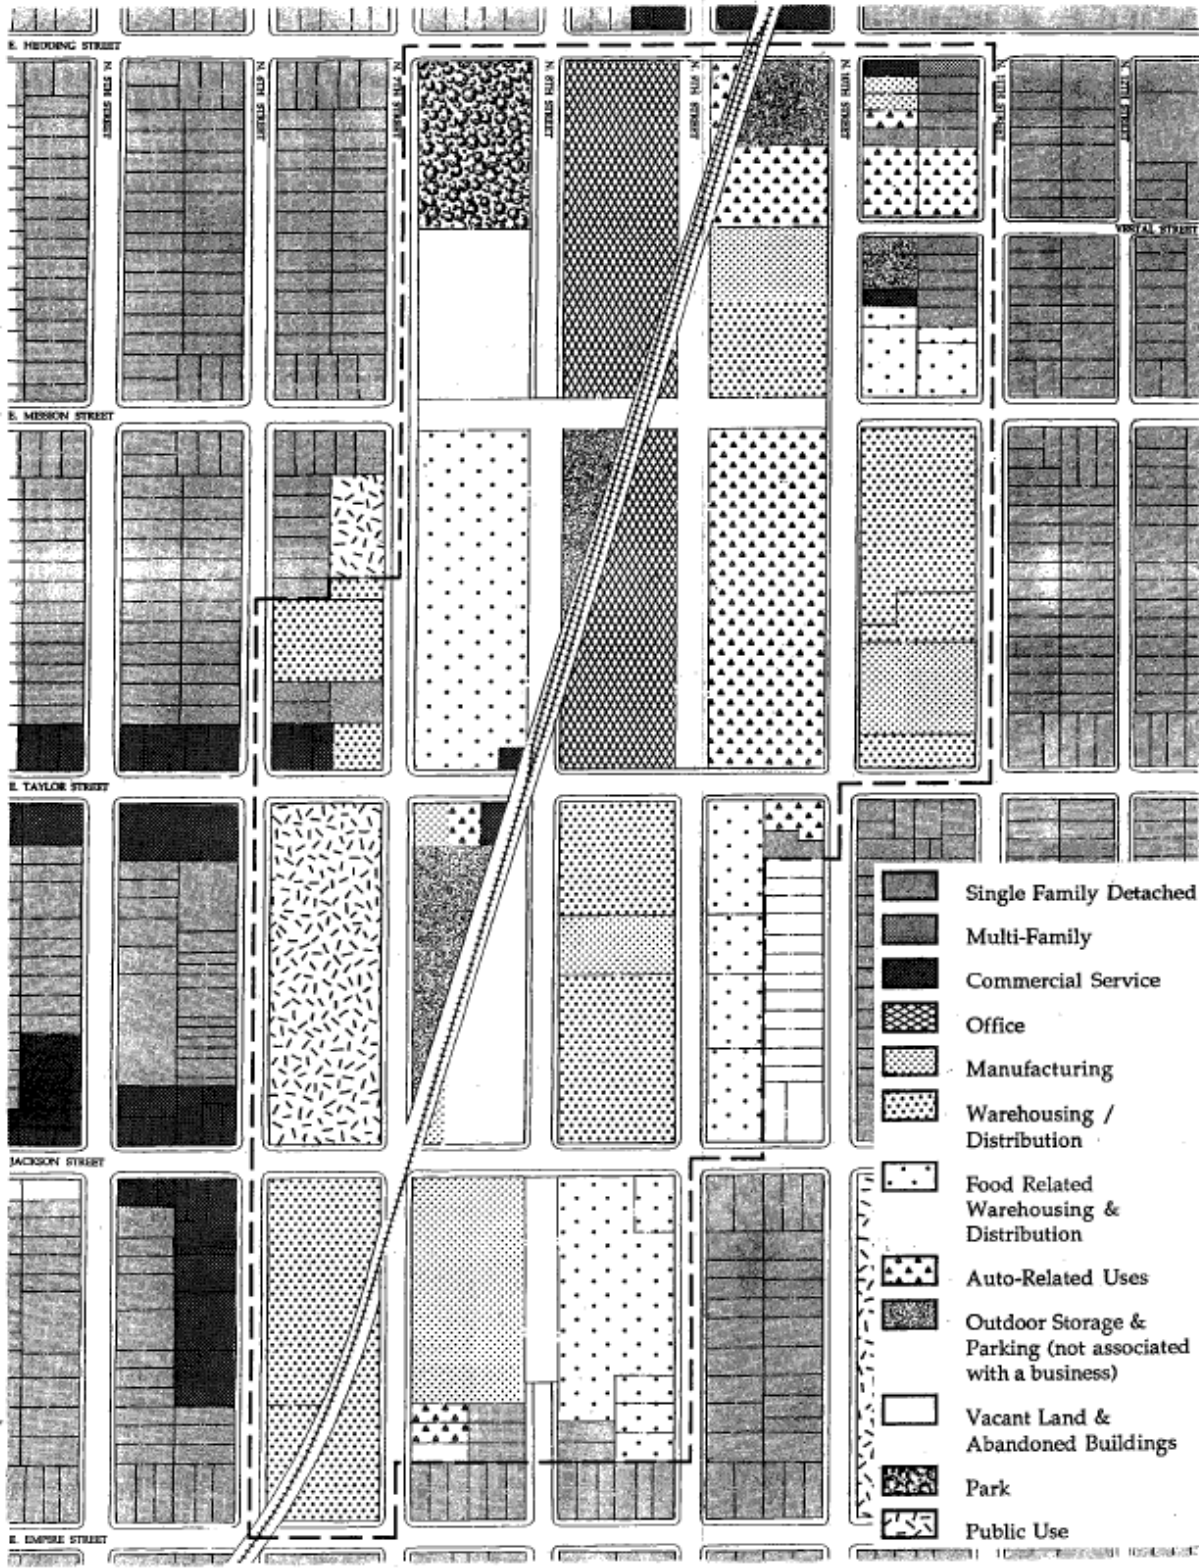 E. HEDDING STREET
N. 5TH STREET
N. 6TH STREET
N. 7TH STREET
N. 8TH STREET
N. 9TH STREET
N. 10TH STREET
N. 11TH STREET
N. 12TH STREET
VESTAL STREET
E. MISSION STREET
E. TAYLOR STREET
JACKSON STREET
E. EMPIRE STREET
Single Family Detached
Multi-Family
Commercial Service
Office
Manufacturing
Warehousing /
Distribution
Food Related
Warehousing &
Distribution
Auto-Related Uses
Outdoor Storage &
Parking (not associated
with a business)
Vacant Land &
Abandoned Buildings
Park
Public Use